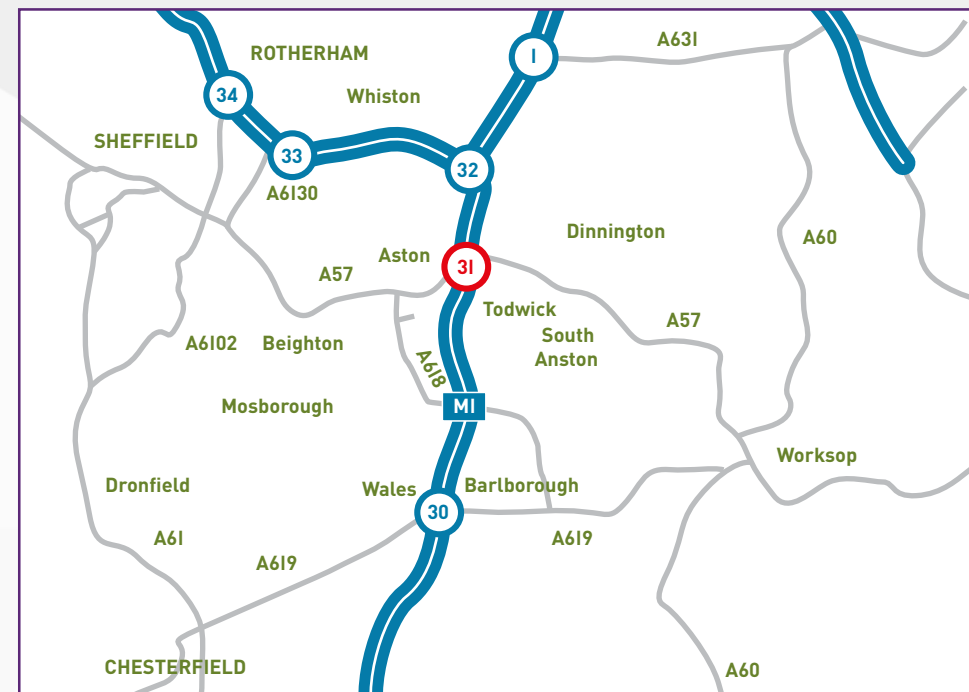 A631
ROTHERHAM
1
34
Whiston
SHEFFIELD
33
32
A6130
Dinnington
A60
Aston
31
A57
Todwick
A57
South
Anston
A6102
Beighton
A618
Mosborough
M1
Worksop
Dronfield
Wales
Barlborough
30
A61
A619
A619
CHESTERFIELD
A60